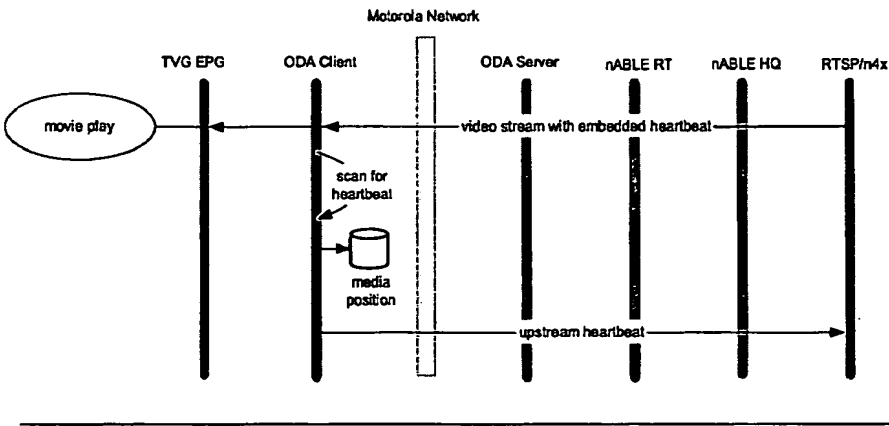 Motorola Network
TVG EPG
ODA Client
ODA Server
nABLE RT
nABLE HQ
RTSP/n4x
movie play
video stream with embedded heartbeat
scan for
heartbeat
media
position
upstream heartbeat